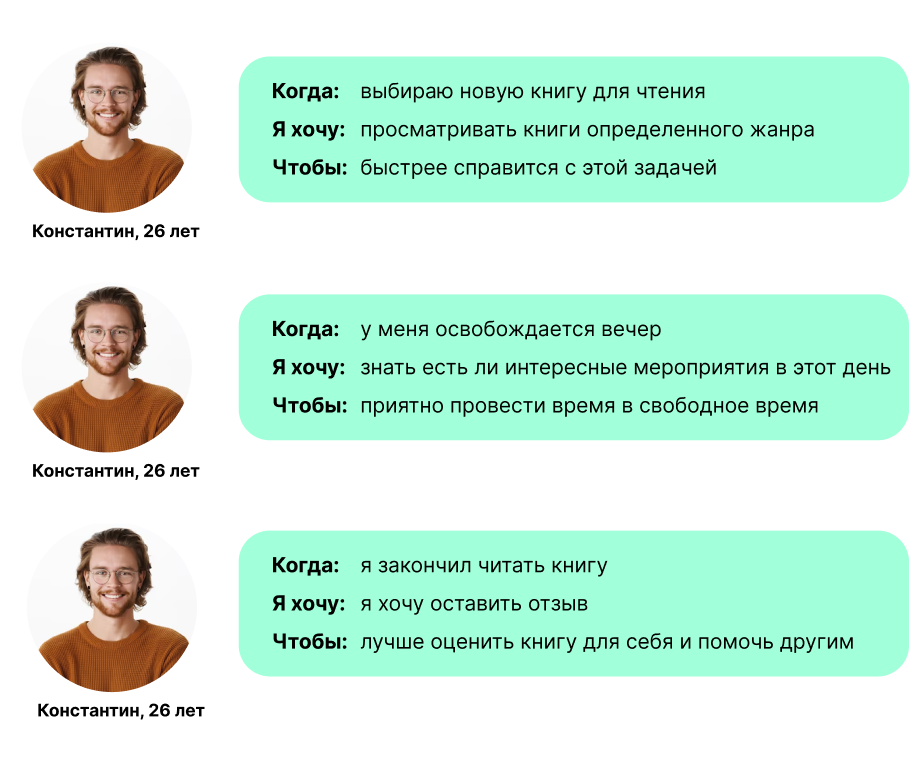 Когда: выбираю новую книгу для чтения
Я хочу: просматривать книги определенного жанра
Чтобы: быстрее справится с этой задачей
Константин, 26 лет
Когда: у меня освобождается вечер
Я хочу: знать есть ли интересные мероприятия в этот день
Чтобы: приятно провести время в свободное время
Константин, 26 лет
Когда: я закончил читать книгу
Я хочу: я хочу оставить отзыв
Чтобы: лучше оценить книгу для себя и помочь другим
Константин, 26 лет